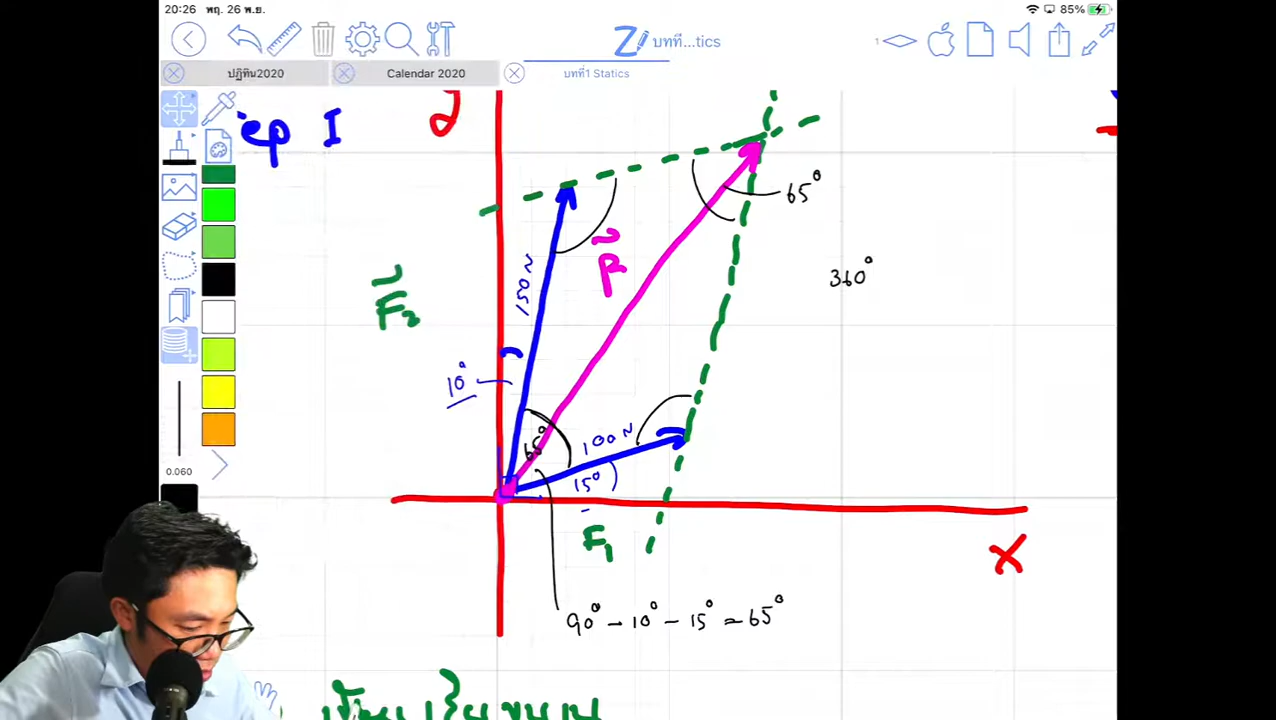 20:26 พฤ. 26 พ.ย.
85%
บทที...tics
1
ปฏิทิน2020
Calendar 2020
บทที่1 Statics
ep I
y
65°
R
360°
150 N
F₂
10°
65°
100 N
15°
F₁
0.060
X
90° - 10° - 15° = 65°